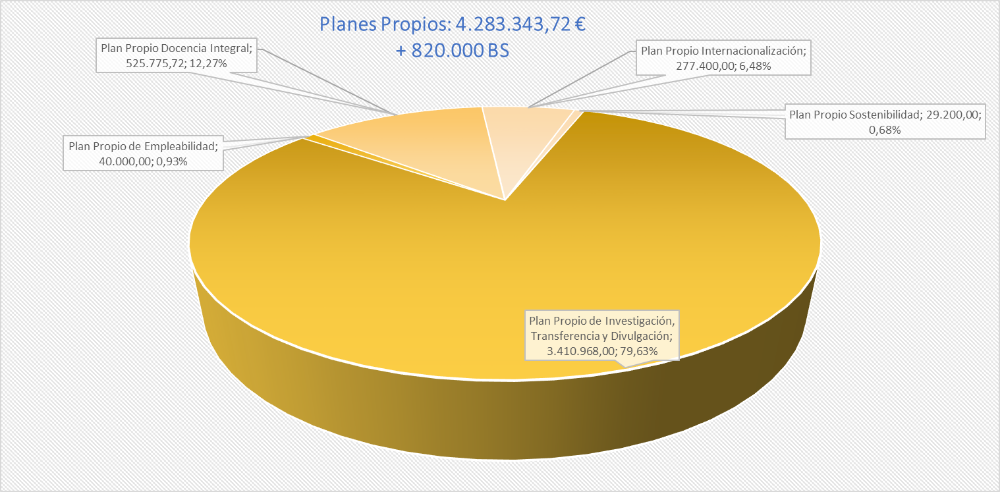 Planes Propios: 4.283.343,72 €
+ 820.000 BS
Plan Propio Docencia Integral;
525.775,72; 12,27%
Plan Propio Internacionalización;
277.400,00; 6,48%
Plan Propio Sostenibilidad; 29.200,00;
0,68%
Plan Propio de Empleabilidad;
40.000,00; 0,93%
Plan Propio de Investigación,
Transferencia y Divulgación;
3.410.968,00; 79,63%